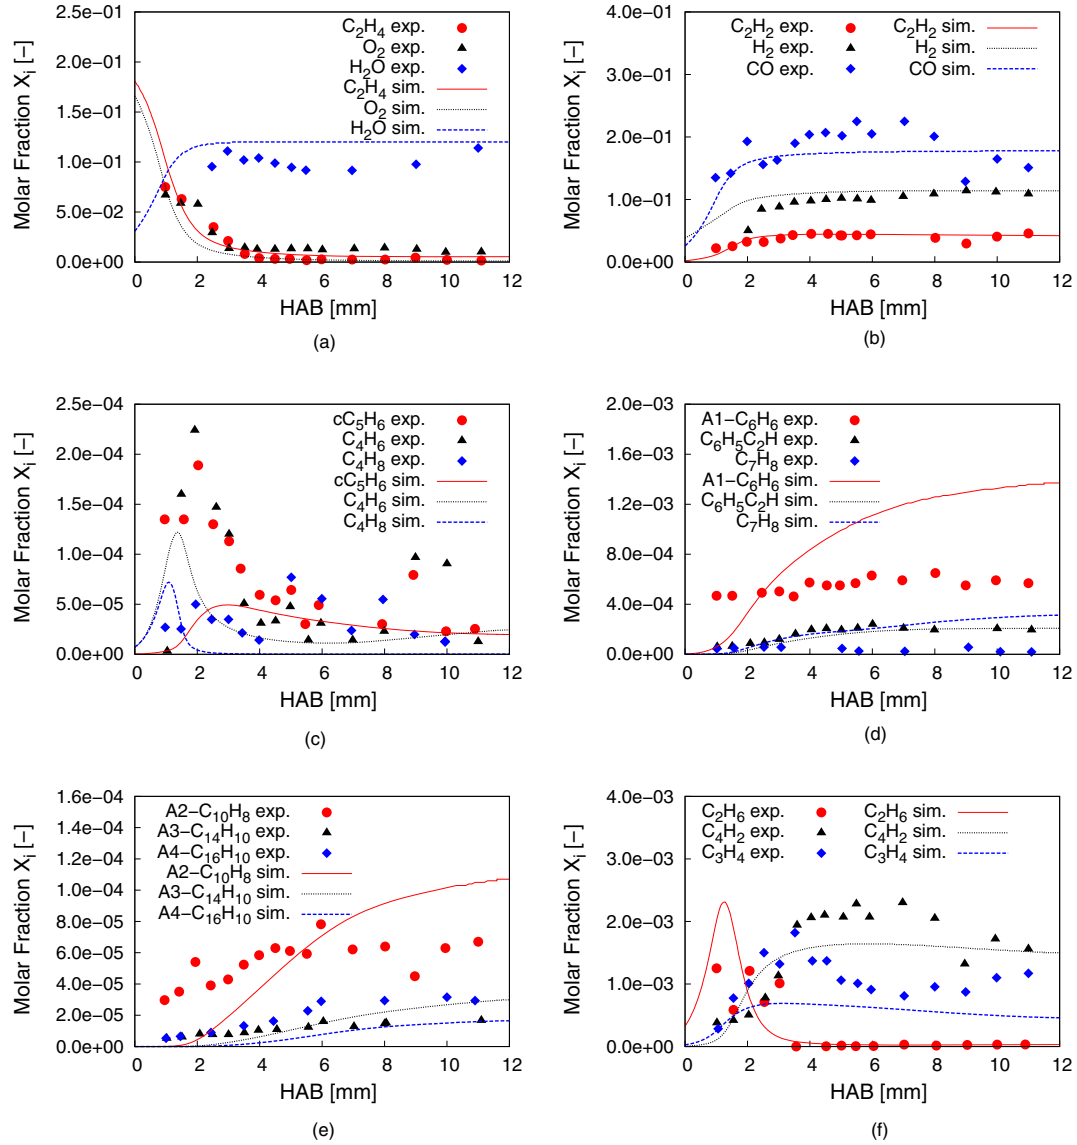 Molar Fraction Xᵢ [−]
2.5e−01
2.0e−01
1.5e−01
1.0e−01
5.0e−02
0.0e+00
C₂H₄ exp.
O₂ exp.
H₂O exp.
C₂H₄ sim.
O₂ sim.
H₂O sim.
0 2 4 6 8 10 12
HAB [mm]
(a)
Molar Fraction Xᵢ [−]
4.0e−01
3.0e−01
2.0e−01
1.0e−01
0.0e+00
C₂H₂ exp. C₂H₂ sim.
H₂ exp. H₂ sim.
CO exp. CO sim.
0 2 4 6 8 10 12
HAB [mm]
(b)
Molar Fraction Xᵢ [−]
2.5e−04
2.0e−04
1.5e−04
1.0e−04
5.0e−05
0.0e+00
cC₅H₆ exp.
C₄H₆ exp.
C₄H₈ exp.
cC₅H₆ sim.
C₄H₆ sim.
C₄H₈ sim.
0 2 4 6 8 10 12
HAB [mm]
(c)
Molar Fraction Xᵢ [−]
2.0e−03
1.6e−03
1.2e−03
8.0e−04
4.0e−04
0.0e+00
A1−C₆H₆ exp.
C₆H₅C₂H exp.
C₇H₈ exp.
A1−C₆H₆ sim.
C₆H₅C₂H sim.
C₇H₈ sim.
0 2 4 6 8 10 12
HAB [mm]
(d)
Molar Fraction Xᵢ [−]
1.6e−04
1.4e−04
1.2e−04
1.0e−04
8.0e−05
6.0e−05
4.0e−05
2.0e−05
0.0e+00
A2−C₁₀H₈ exp.
A3−C₁₄H₁₀ exp.
A4−C₁₆H₁₀ exp.
A2−C₁₀H₈ sim.
A3−C₁₄H₁₀ sim.
A4−C₁₆H₁₀ sim.
0 2 4 6 8 10 12
HAB [mm]
(e)
Molar Fraction Xᵢ [−]
4.0e−03
3.0e−03
2.0e−03
1.0e−03
0.0e+00
C₂H₆ exp. C₂H₆ sim.
C₄H₂ exp. C₄H₂ sim.
C₃H₄ exp. C₃H₄ sim.
0 2 4 6 8 10 12
HAB [mm]
(f)